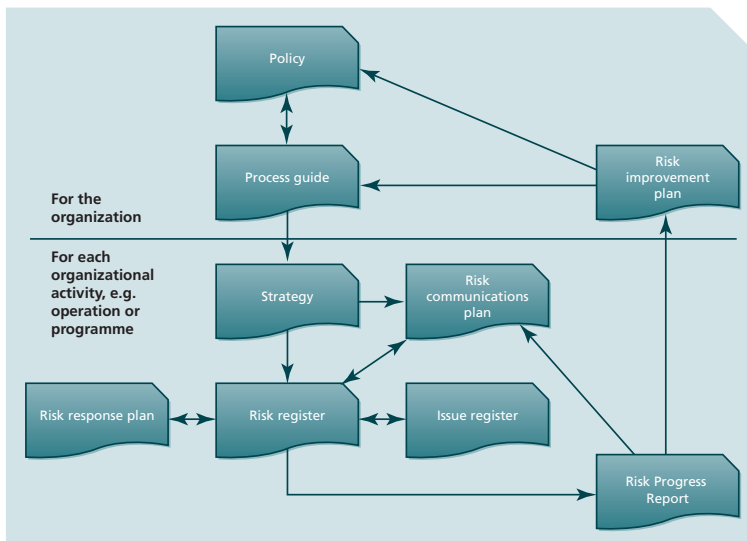 Policy
Process guide
Risk
improvement
plan
For the
organization
For each
organizational
activity, e.g.
operation or
programme
Strategy
Risk
communications
plan
Risk response plan
Risk register
Issue register
Risk Progress
Report